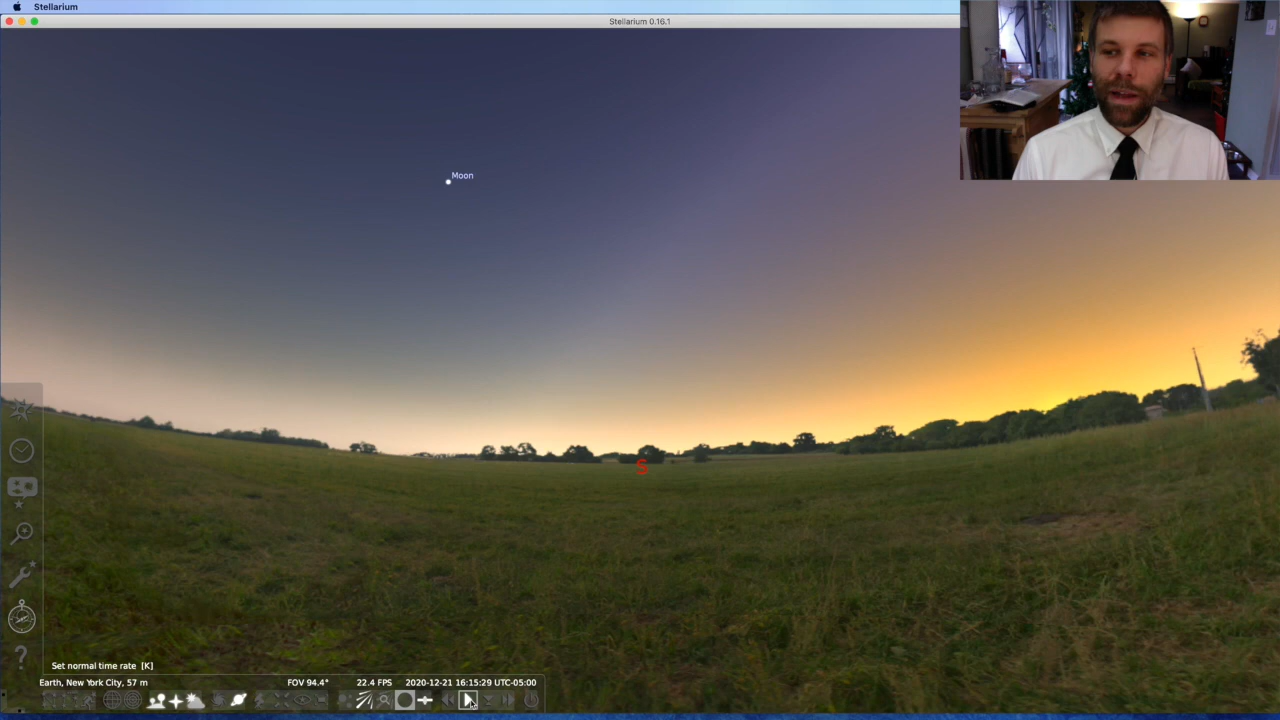 Stellarium
Stellarium 0.16.1
Moon
S
Set normal time rate [K]
Earth, New York City, 57 m FOV 94.4° 22.4 FPS 2020-12-21 16:15:29 UTC-05:00